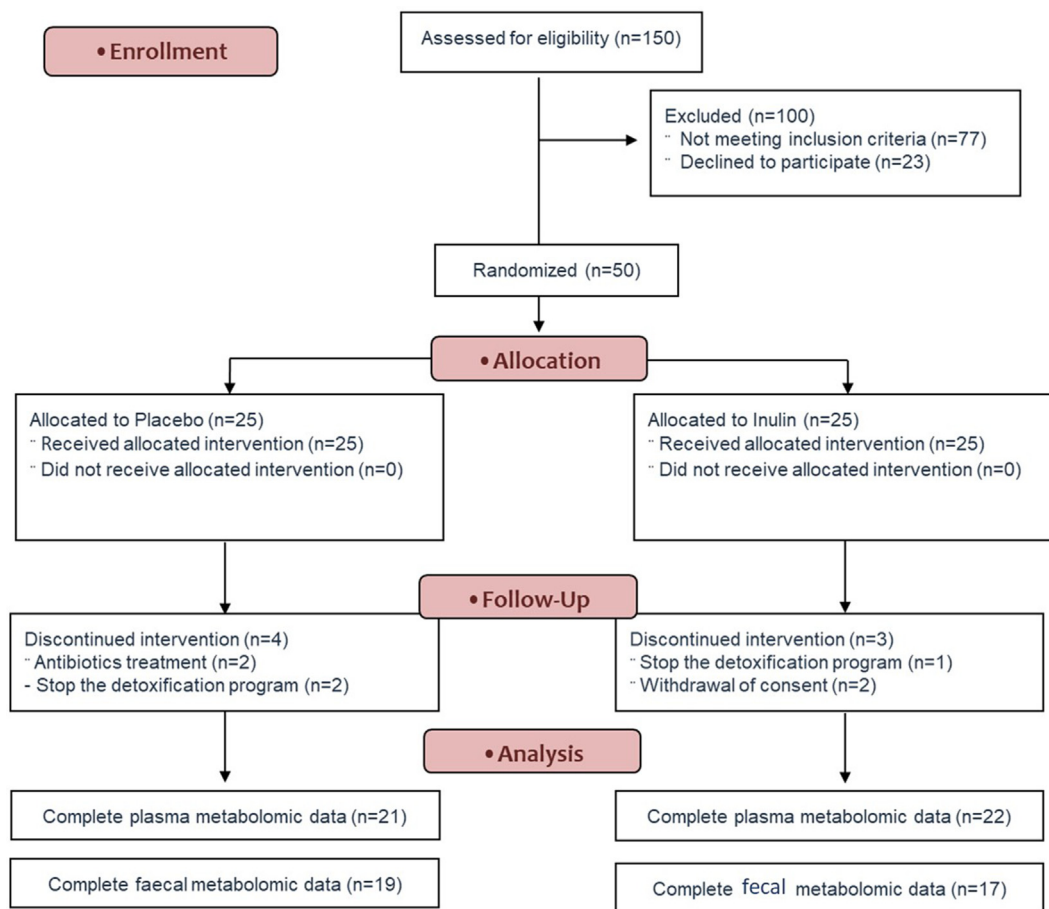 • Enrollment
Assessed for eligibility (n=150)
Excluded (n=100)
¨ Not meeting inclusion criteria (n=77)
¨ Declined to participate (n=23)
Randomized (n=50)
• Allocation
Allocated to Placebo (n=25)
¨ Received allocated intervention (n=25)
¨ Did not receive allocated intervention (n=0)
Allocated to Inulin (n=25)
¨ Received allocated intervention (n=25)
¨ Did not receive allocated intervention (n=0)
• Follow-Up
Discontinued intervention (n=4)
¨ Antibiotics treatment (n=2)
- Stop the detoxification program (n=2)
Discontinued intervention (n=3)
¨ Stop the detoxification program (n=1)
¨ Withdrawal of consent (n=2)
• Analysis
Complete plasma metabolomic data (n=21)
Complete plasma metabolomic data (n=22)
Complete faecal metabolomic data (n=19)
Complete fecal metabolomic data (n=17)